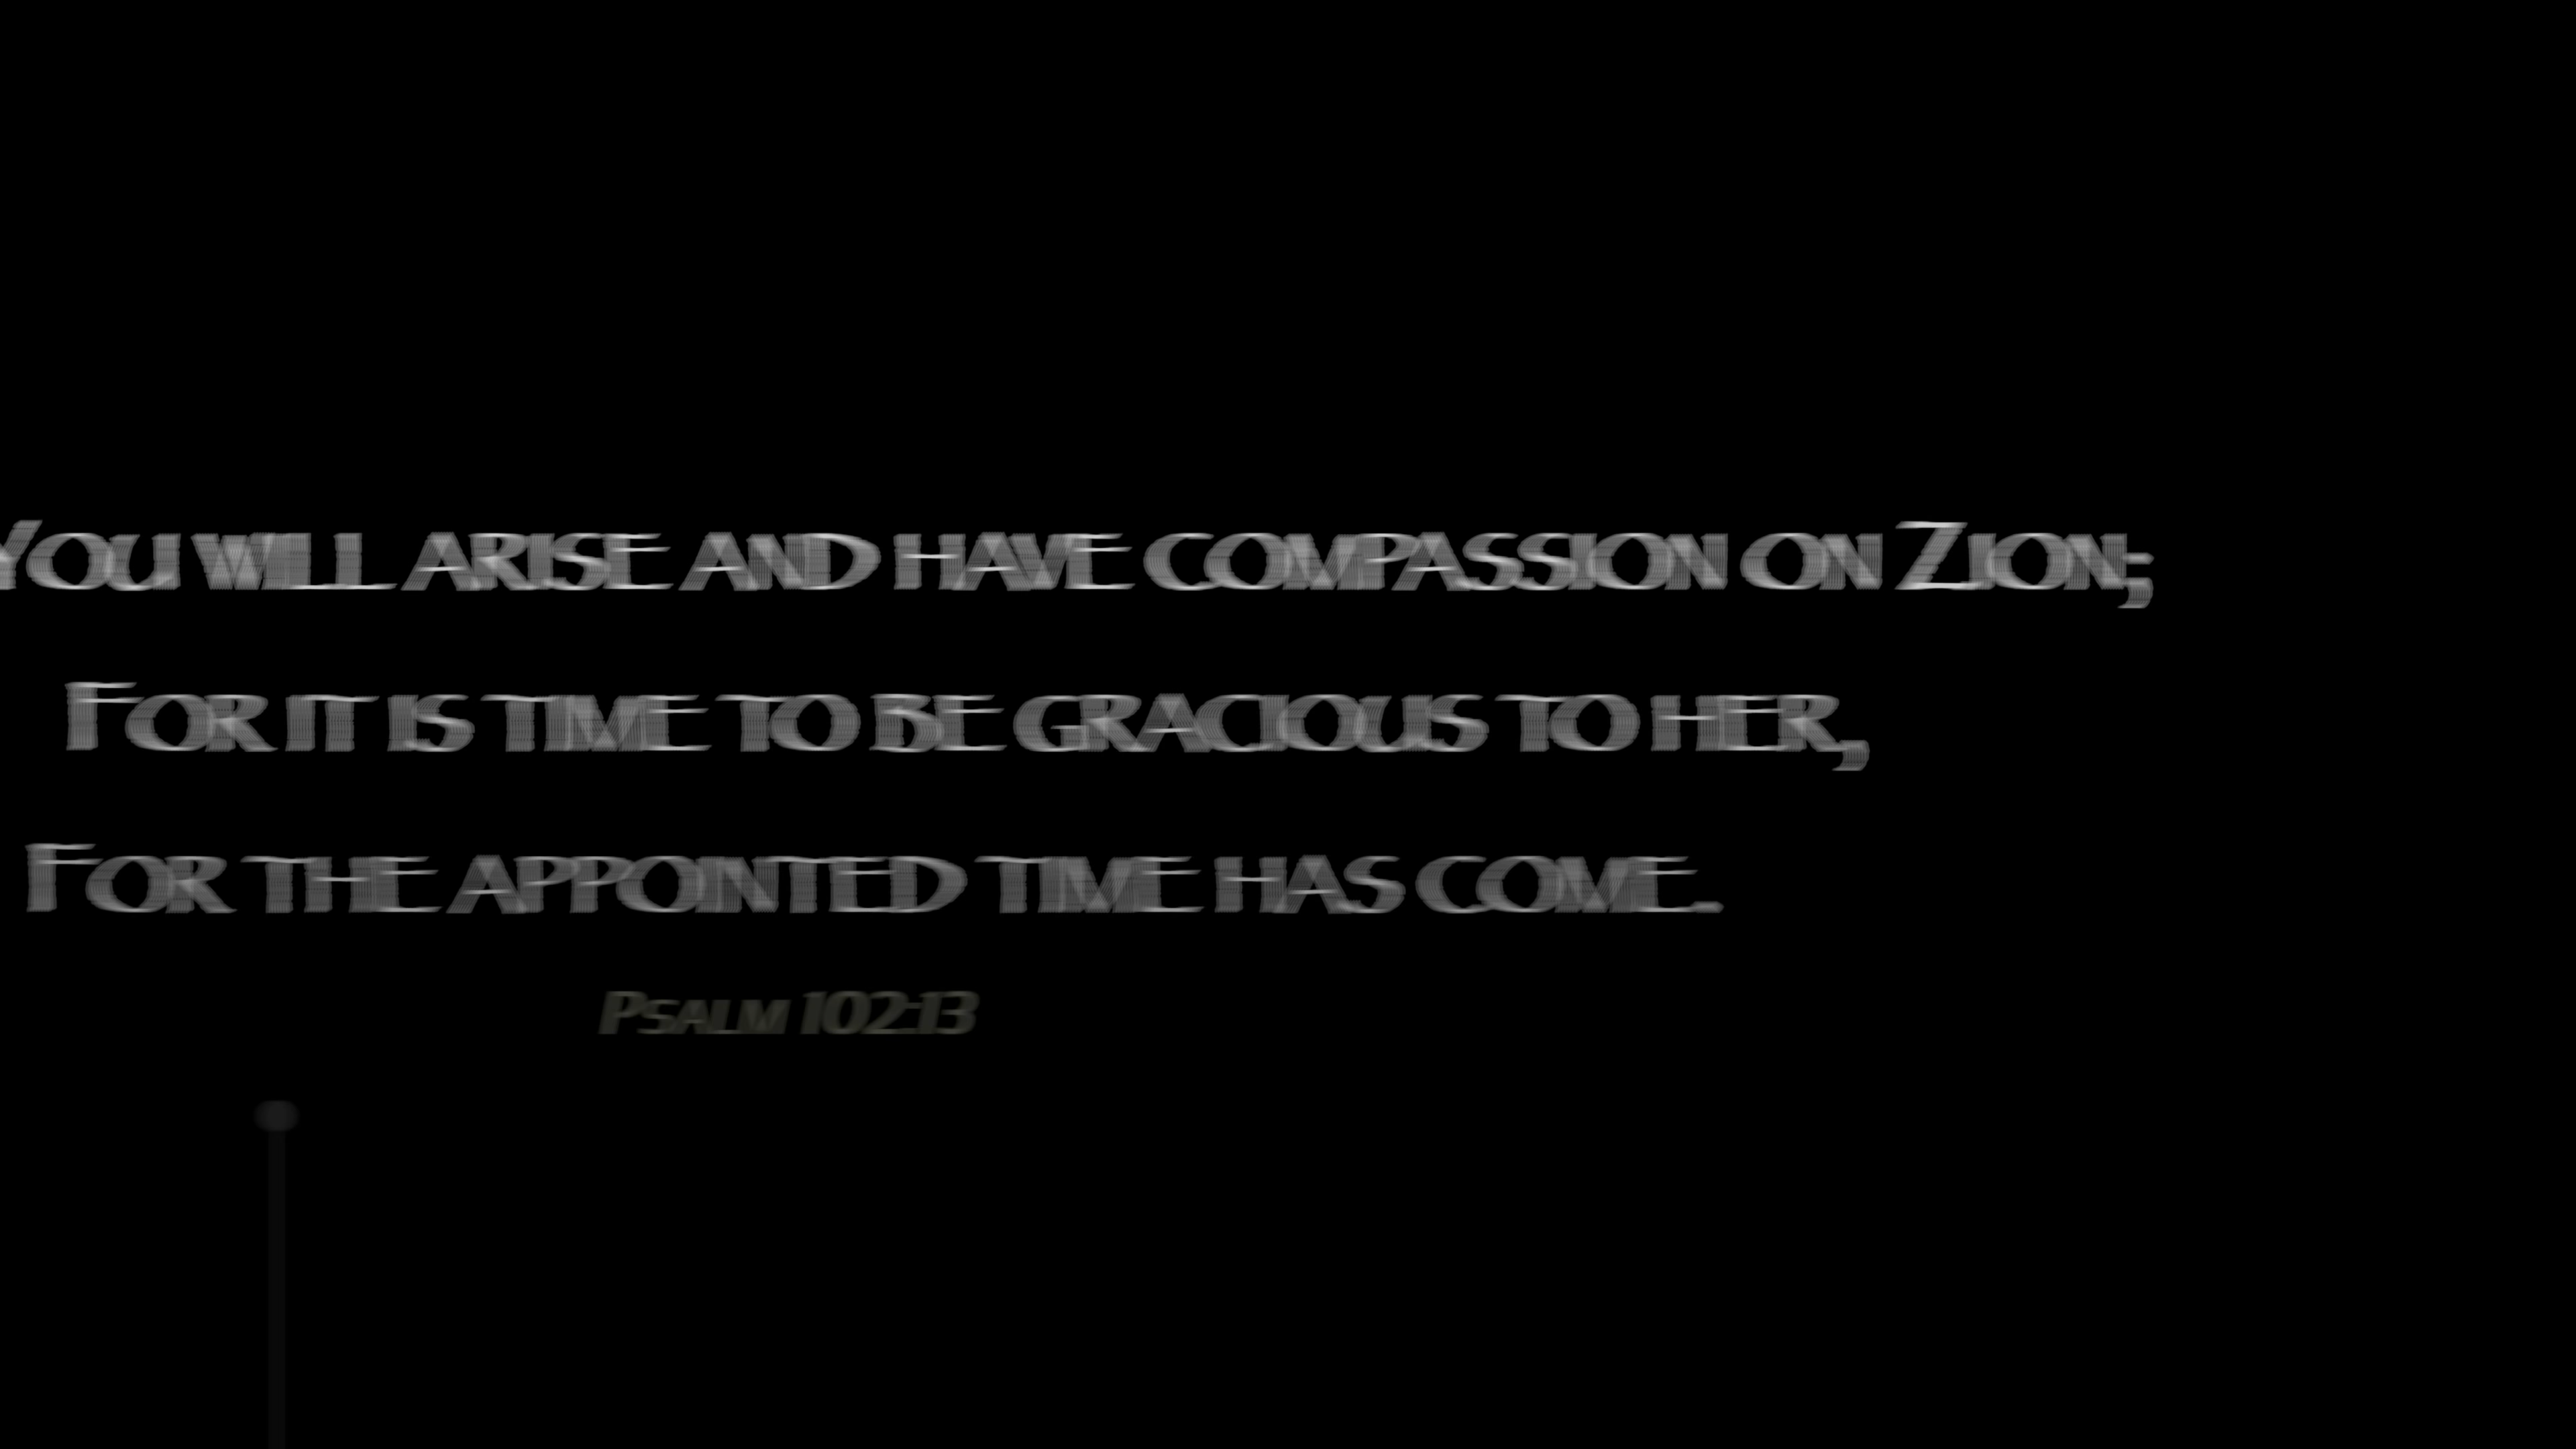 You will arise and have compassion on Zion;
For it is time to be gracious to her,
For the appointed time has come.
Psalm 102:13